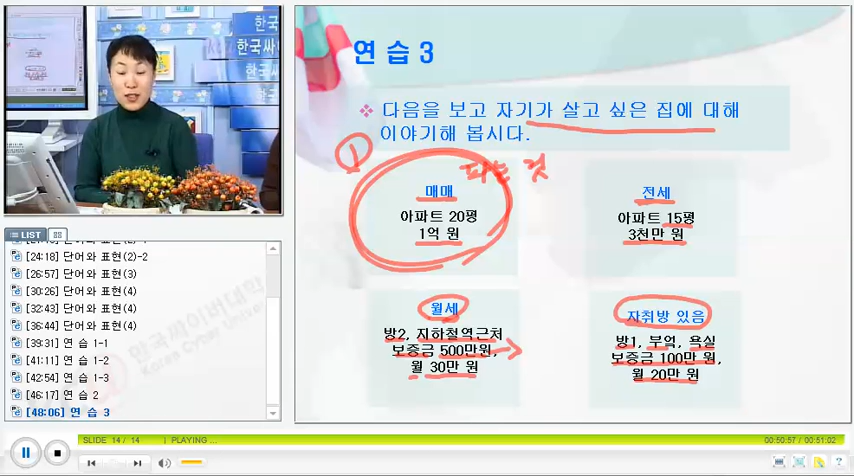 한국
한국싸이
연습3
❖ 다음을 보고 자기가 살고 싶은 집에 대해
이야기해 봅시다.
①
파는 것
매매
아파트 20평
1억 원
전세
아파트 15평
3천만 원
월세
방2, 지하철역근처
보증금 500만원,
월 30만 원
자취방 있음
방1, 부엌, 욕실
보증금 100만 원,
월 20만 원
LIST
[24:18] 단어와 표현(2)-2
[26:57] 단어와 표현(3)
[30:26] 단어와 표현(4)
[32:43] 단어와 표현(4)
[36:44] 단어와 표현(4)
[39:31] 연 습 1-1
[41:11] 연 습 1-2
[42:54] 연 습 1-3
[46:17] 연 습 2
[48:06] 연 습 3
SLIDE 14 / 14 | PLAYING ...
00:50:57 / 00:51:02